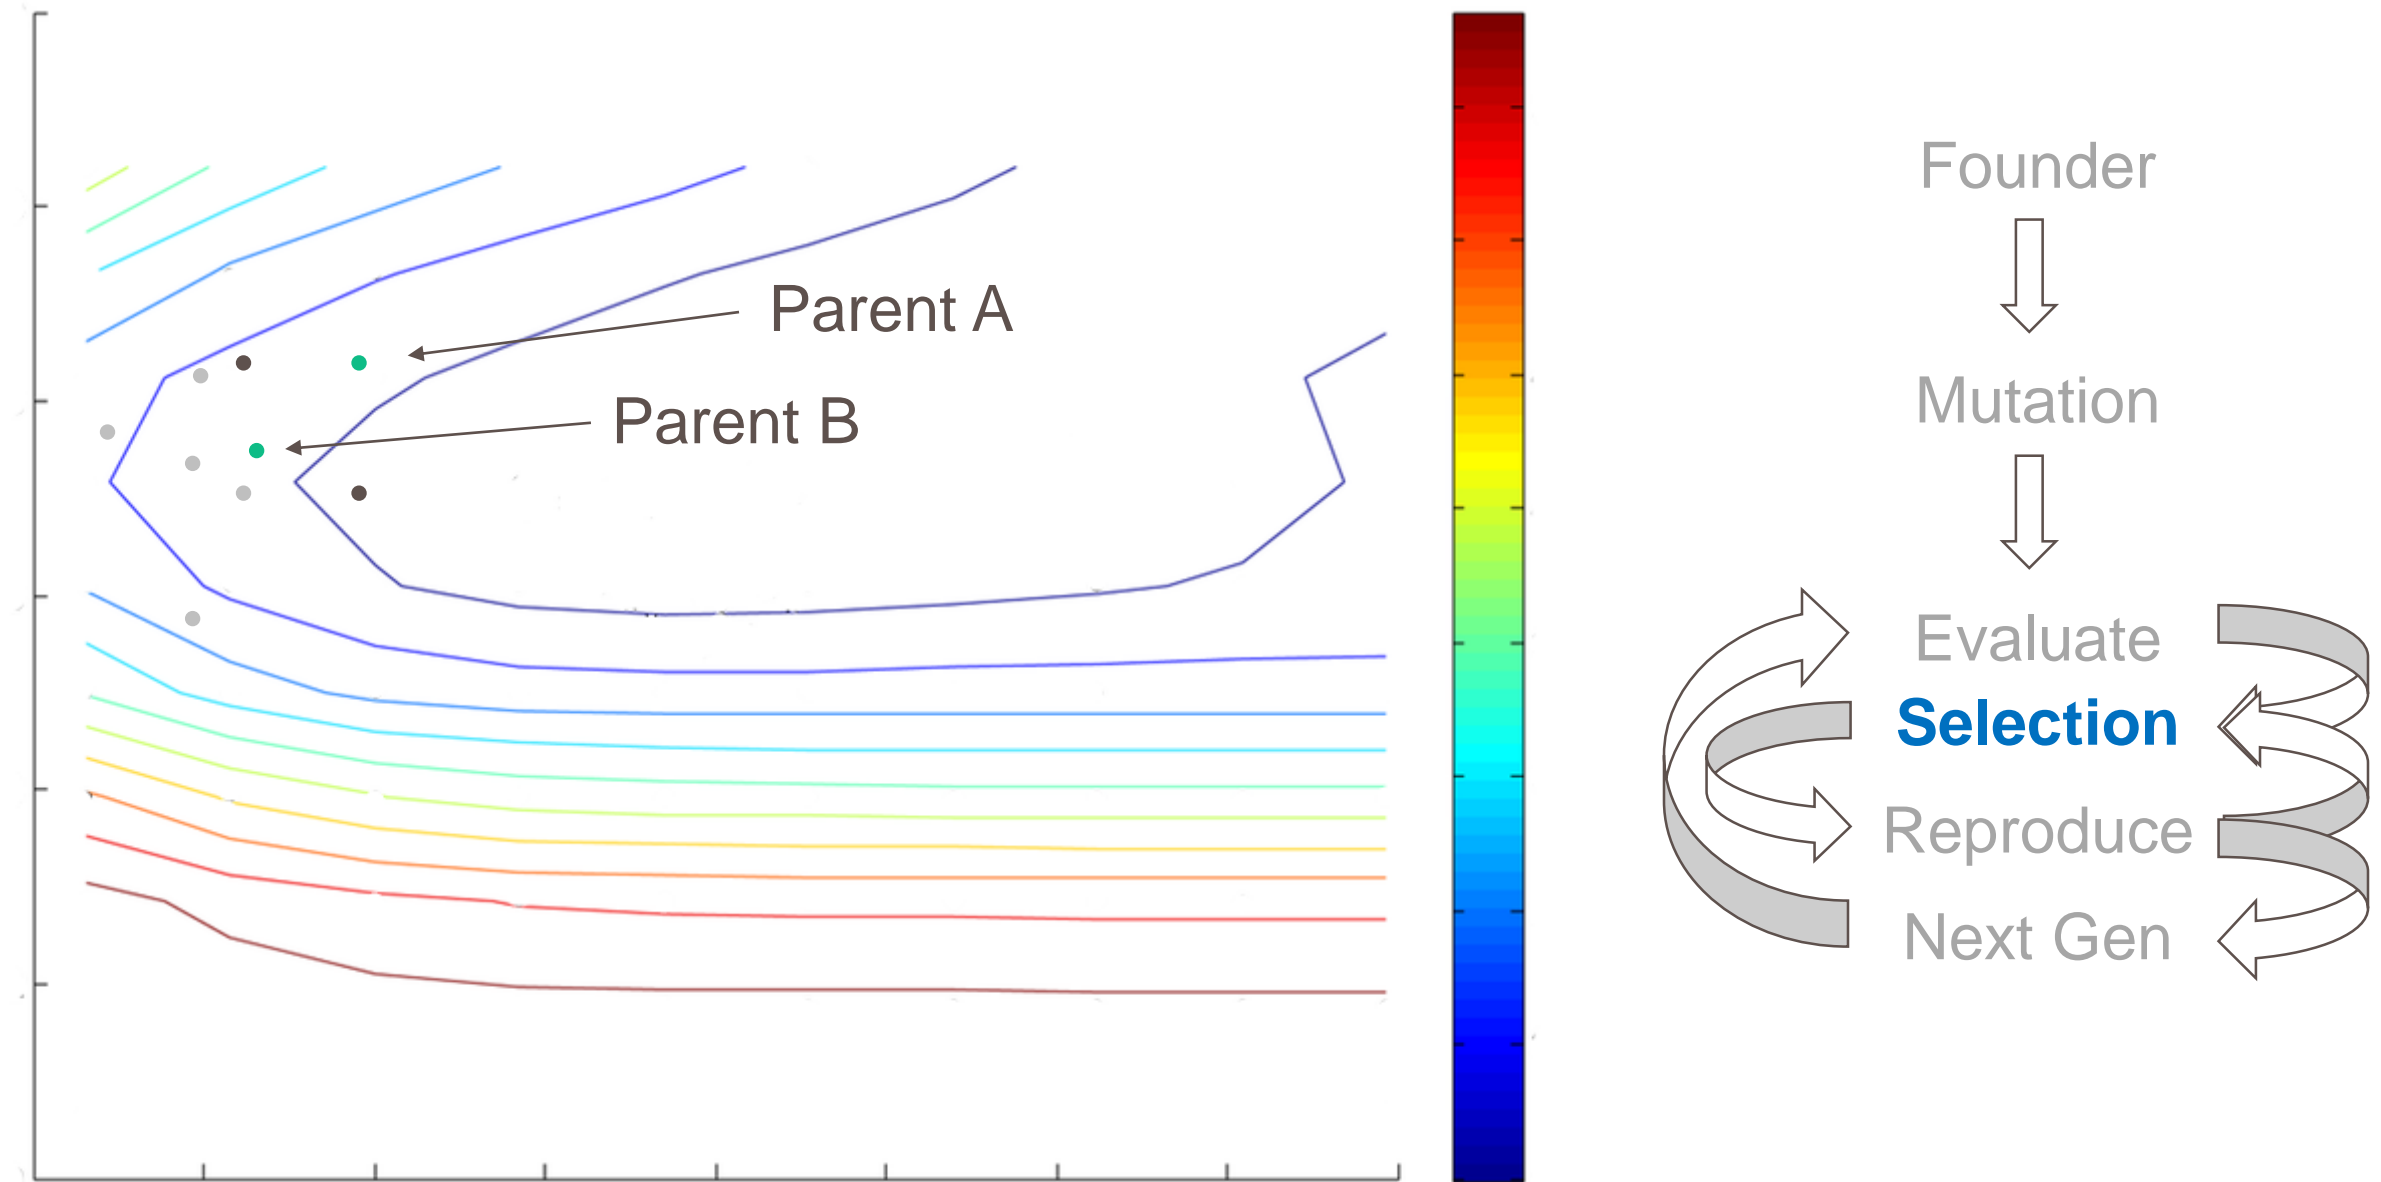 Parent A
Parent B
Founder
Mutation
Evaluate
Selection
Reproduce
Next Gen